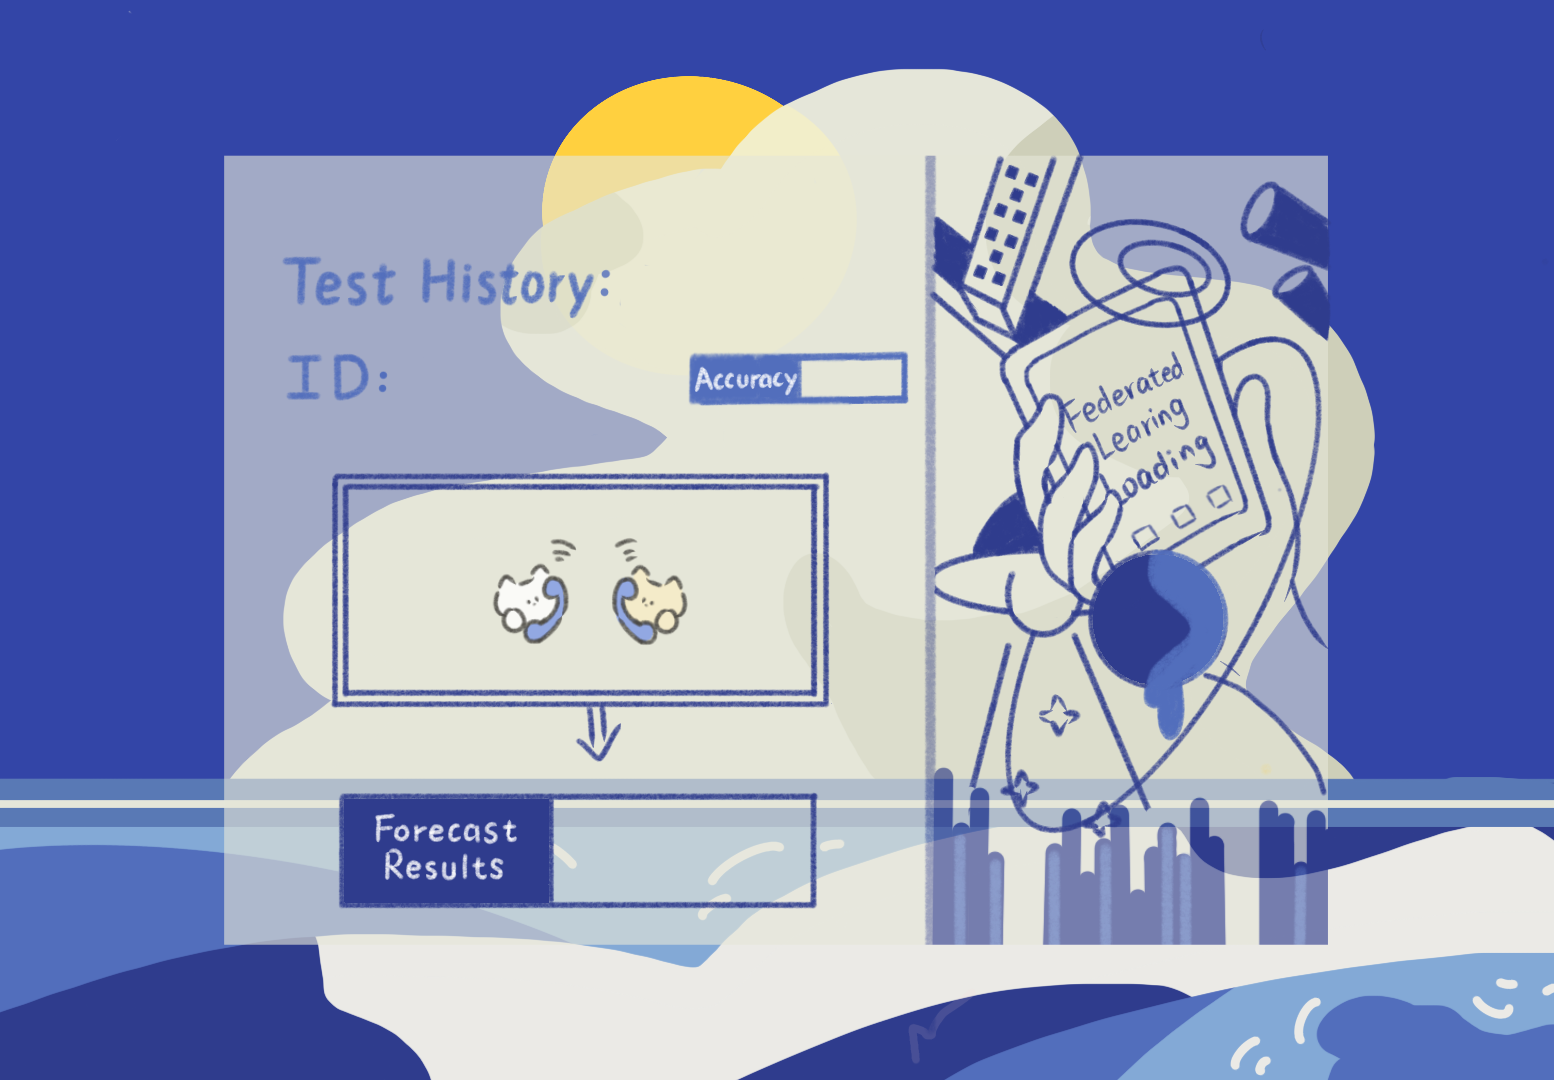 Test History:
ID:
Accuracy
Forecast
Results
Federated
Learing
Loading